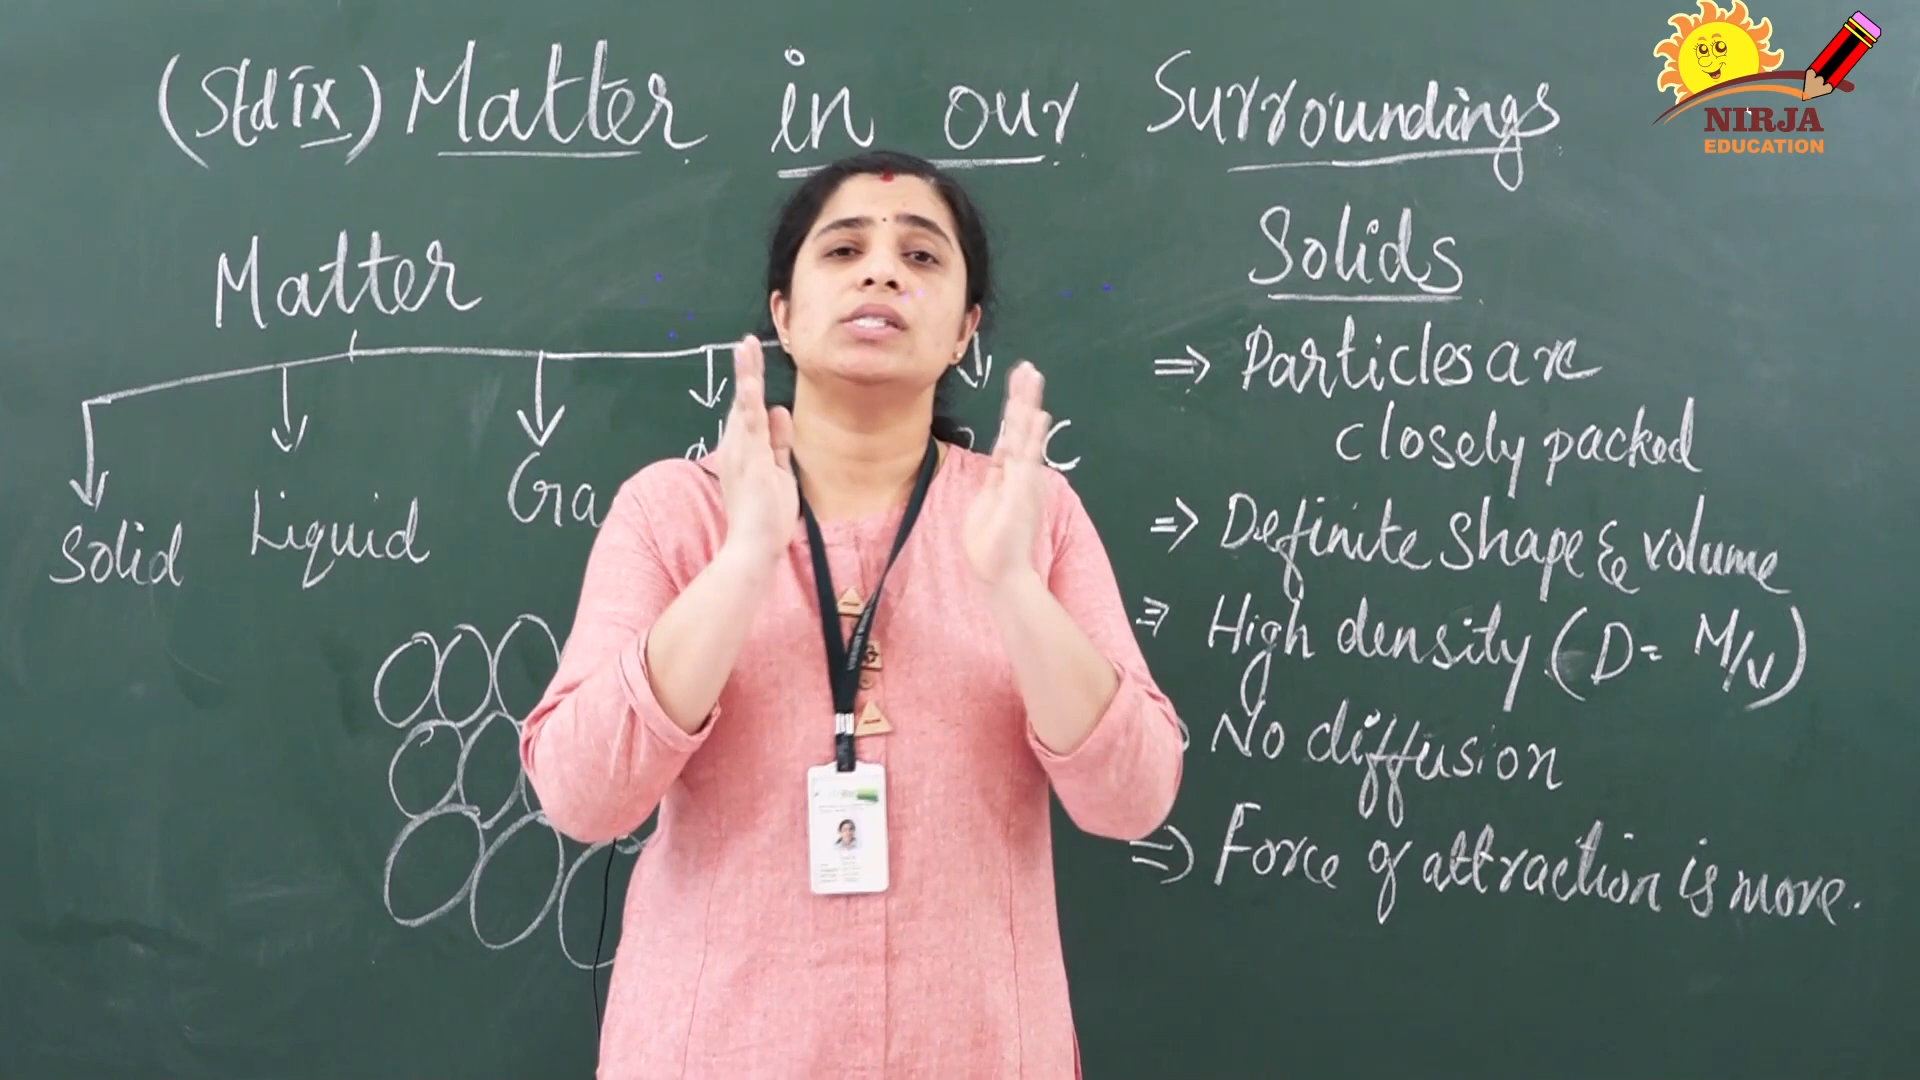 (Std IX) Matter in our Surroundings
NIRJA
EDUCATION
Matter
Solid
Liquid
Ga
Solids
⇒ Particles are
closely packed
⇒ Definite shape & volume
⇒ High density (D = M/V)
No diffusion
⇒ Force of attraction is more.